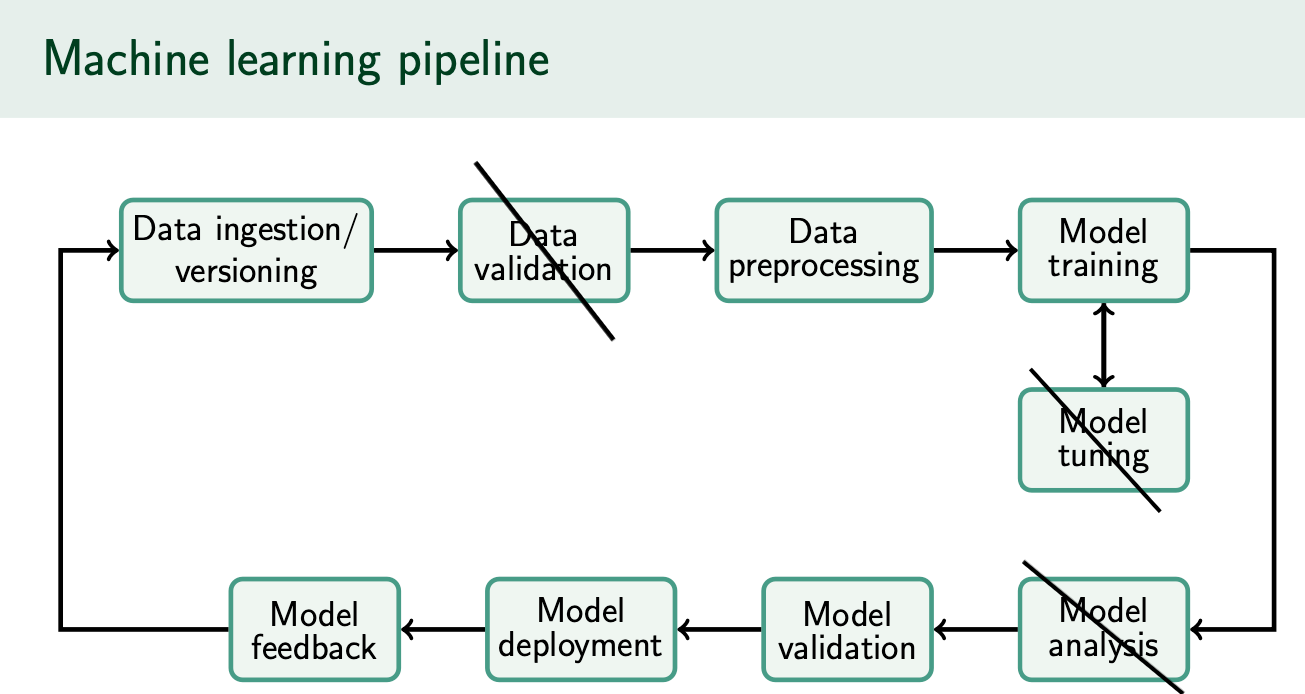 Machine learning pipeline
Data ingestion/
versioning
Data
validation
Data
preprocessing
Model
training
Model
tuning
Model
analysis
Model
validation
Model
deployment
Model
feedback